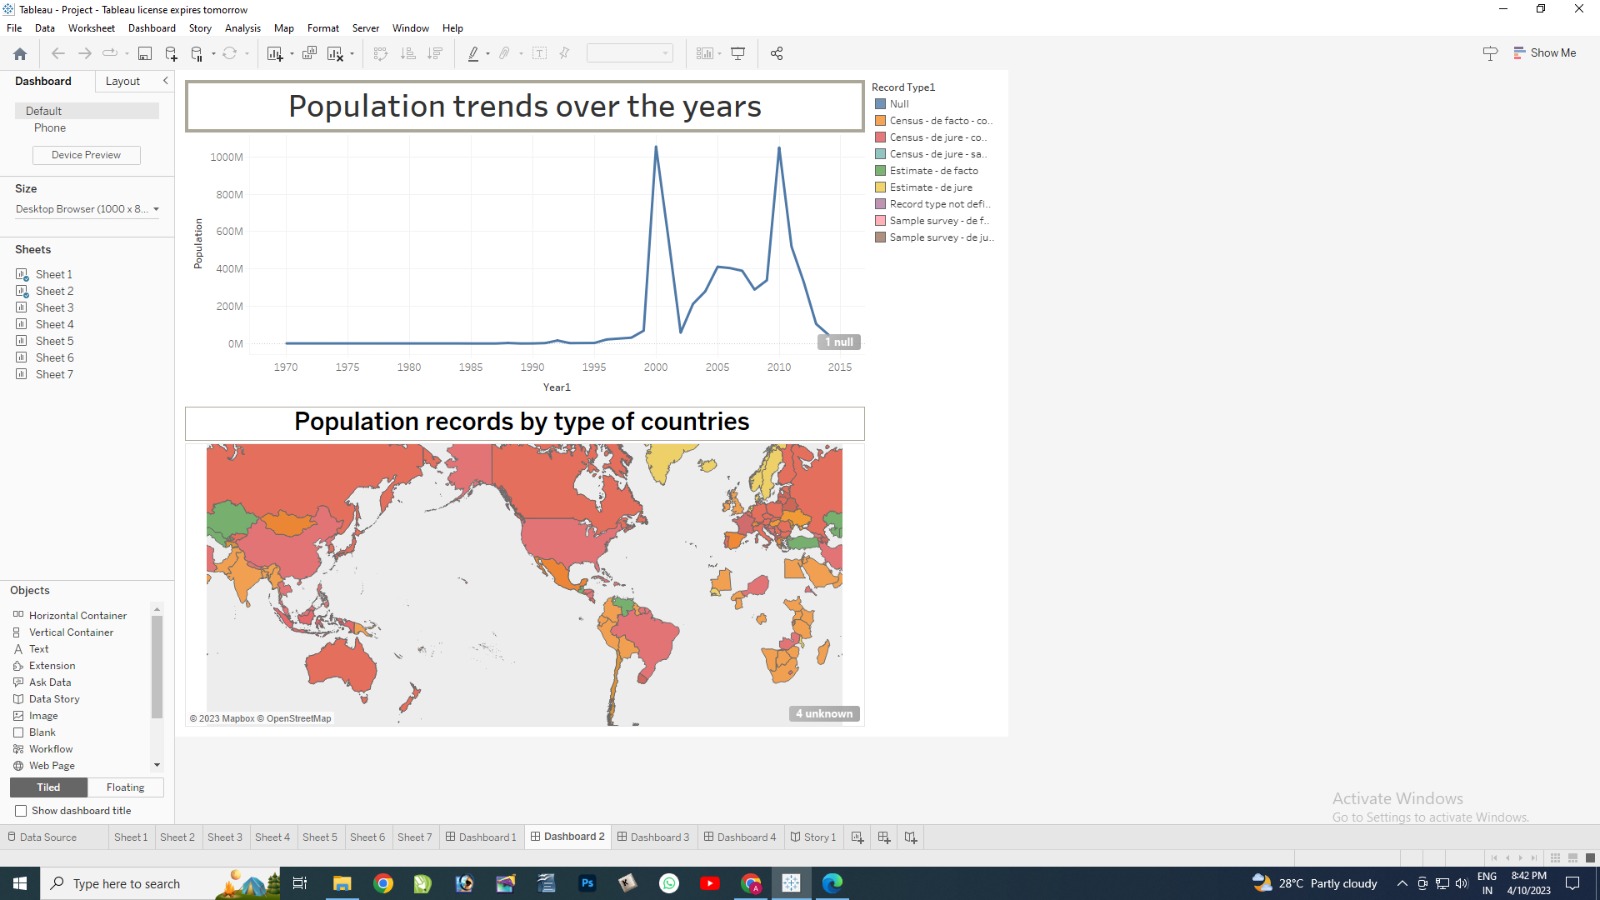 Tableau - Project - Tableau license expires tomorrow
File Data Worksheet Dashboard Story Analysis Map Format Server Window Help
Show Me
Dashboard Layout
Default
Phone
Device Preview
Size
Desktop Browser (1000 x 8...
Sheets
Sheet 1
Sheet 2
Sheet 3
Sheet 4
Sheet 5
Sheet 6
Sheet 7
Objects
Horizontal Container
Vertical Container
Text
Extension
Ask Data
Data Story
Image
Blank
Workflow
Web Page
Tiled Floating
Show dashboard title
Population trends over the years
1000M
800M
600M
400M
200M
0M
Population
1 null
1970 1975 1980 1985 1990 1995 2000 2005 2010 2015
Year1
Record Type1
Null
Census - de facto - co..
Census - de jure - co..
Census - de jure - sa..
Estimate - de facto
Estimate - de jure
Record type not defi..
Sample survey - de f..
Sample survey - de ju..
Population records by type of countries
© 2023 Mapbox © OpenStreetMap
4 unknown
Activate Windows
Go to Settings to activate Windows.
Data Source Sheet 1 Sheet 2 Sheet 3 Sheet 4 Sheet 5 Sheet 6 Sheet 7 Dashboard 1 Dashboard 2 Dashboard 3 Dashboard 4 Story 1
Type here to search
Ps
28°C Partly cloudy
ENG
IN
8:42 PM
4/10/2023